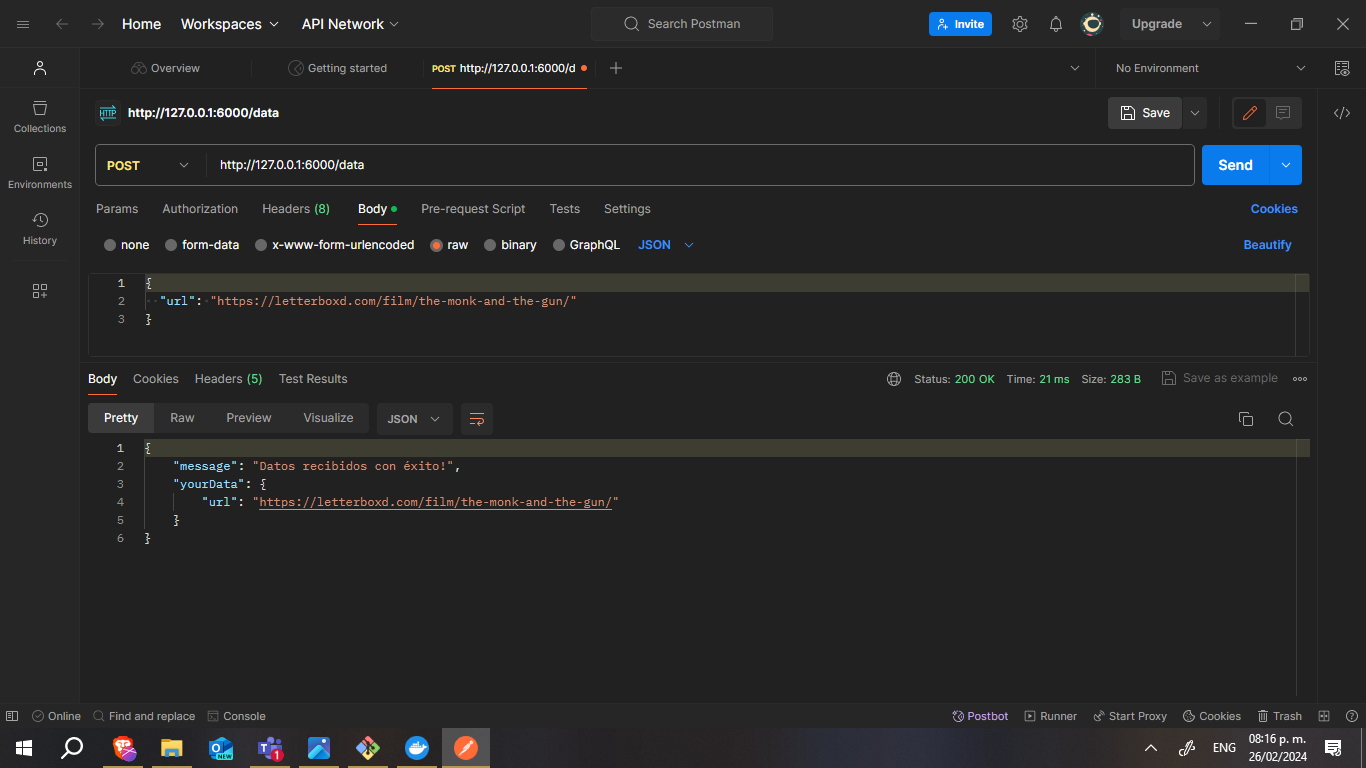 Home Workspaces API Network Search Postman Invite Upgrade
Overview Getting started POST http://127.0.0.1:6000/d No Environment
HTTP http://127.0.0.1:6000/data Save
Collections
Environments
History
POST http://127.0.0.1:6000/data Send
Params Authorization Headers (8) Body Pre-request Script Tests Settings Cookies
none form-data x-www-form-urlencoded raw binary GraphQL JSON Beautify
1 {
2 "url": "https://letterboxd.com/film/the-monk-and-the-gun/"
3 }
Body Cookies Headers (5) Test Results Status: 200 OK Time: 21 ms Size: 283 B Save as example
Pretty Raw Preview Visualize JSON
1 {
2 "message": "Datos recibidos con éxito!",
3 "yourData": {
4 "url": "https://letterboxd.com/film/the-monk-and-the-gun/"
5 }
6 }
Online Find and replace Console Postbot Runner Start Proxy Cookies Trash
NEW 1 ENG 08:16 p. m.
26/02/2024